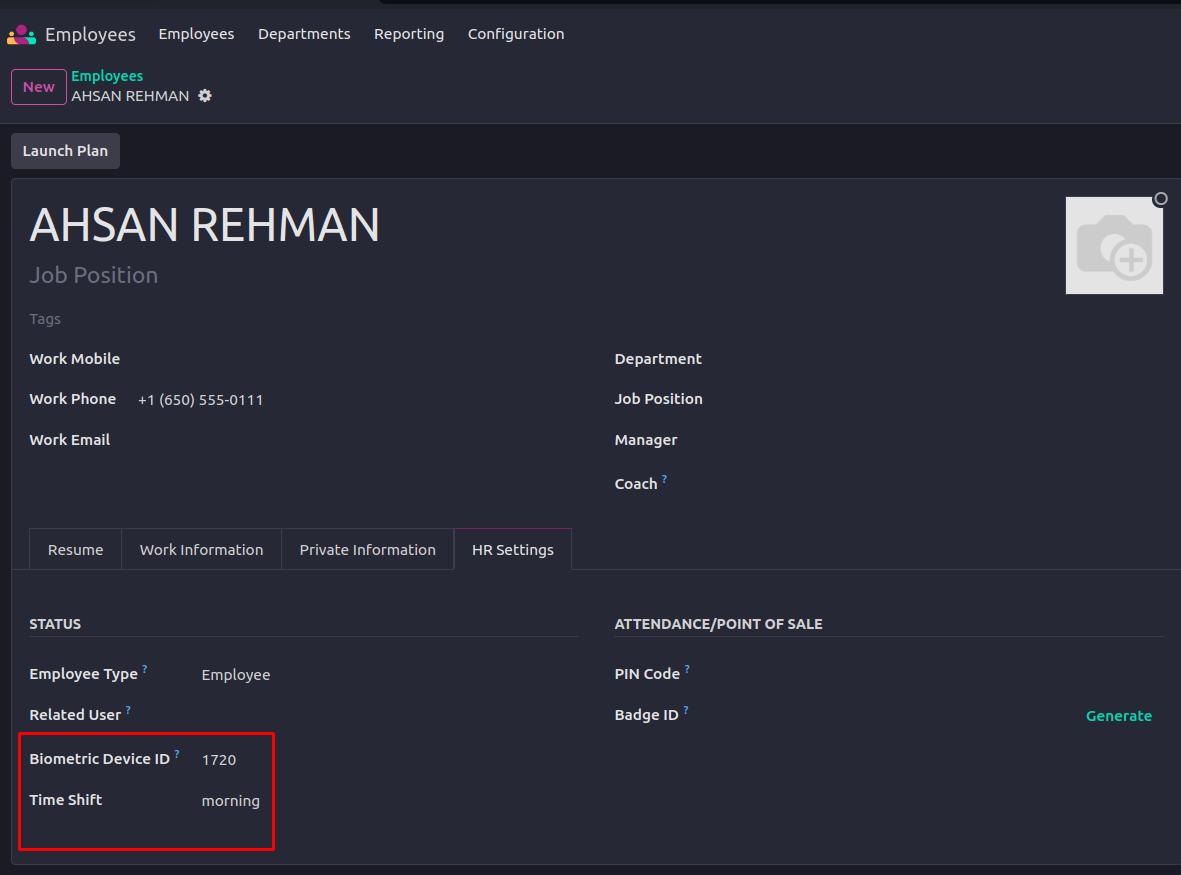 Employees Employees Departments Reporting Configuration
New
Employees
AHSAN REHMAN
Launch Plan
AHSAN REHMAN
Job Position
Tags
Work Mobile
Work Phone +1 (650) 555-0111
Work Email
Department
Job Position
Manager
Coach ?
Resume Work Information Private Information HR Settings
STATUS
Employee Type ? Employee
Related User ?
Biometric Device ID ? 1720
Time Shift morning
ATTENDANCE/POINT OF SALE
PIN Code ?
Badge ID ? Generate